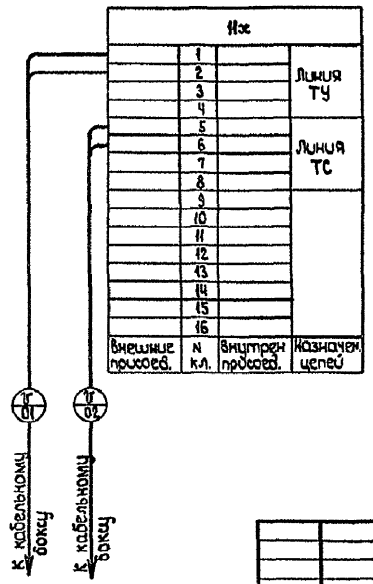 Нх
1
2
3
4
5
6
7
8
9
10
11
12
13
14
15
16
Линия
ТУ
Линия
ТС
Внешние
присоед.
N
кл.
Внутрен
присоед.
Назначен.
цепей
V
01
V
02
К кабельному
боксу
К кабельному
боксу